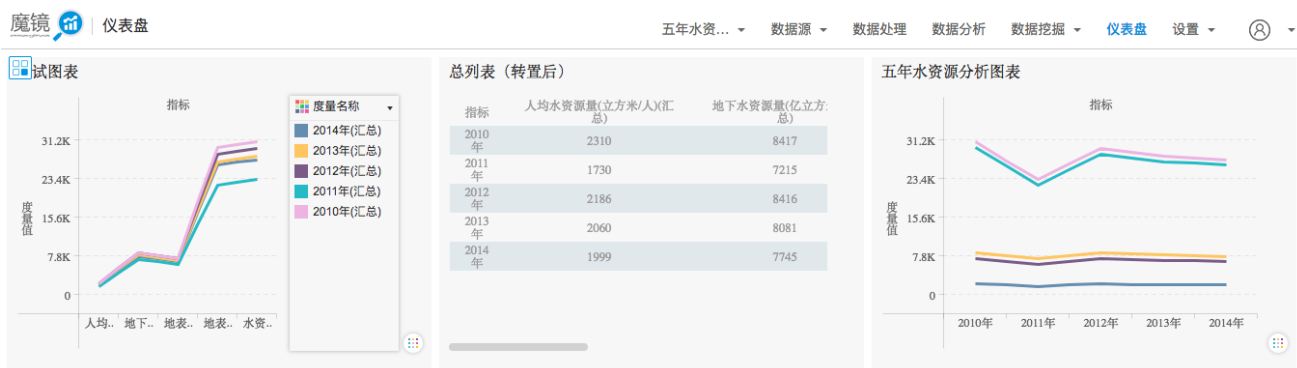 魔镜 仪表盘 五年水资... 数据源 数据处理 数据分析 数据挖掘 仪表盘 设置
试图表
指标
31.2K
23.4K
15.6K
7.8K
0
度量值
人均.. 地下.. 地表.. 地表.. 水资..
度量名称
2014年(汇总)
2013年(汇总)
2012年(汇总)
2011年(汇总)
2010年(汇总)
总列表（转置后）
指标 人均水资源量(立方米/人)(汇总) 地下水资源量(亿立方 总)
2010年 2310 8417
2011年 1730 7215
2012年 2186 8416
2013年 2060 8081
2014年 1999 7745
五年水资源分析图表
指标
31.2K
23.4K
15.6K
7.8K
0
度量值
2010年 2011年 2012年 2013年 2014年